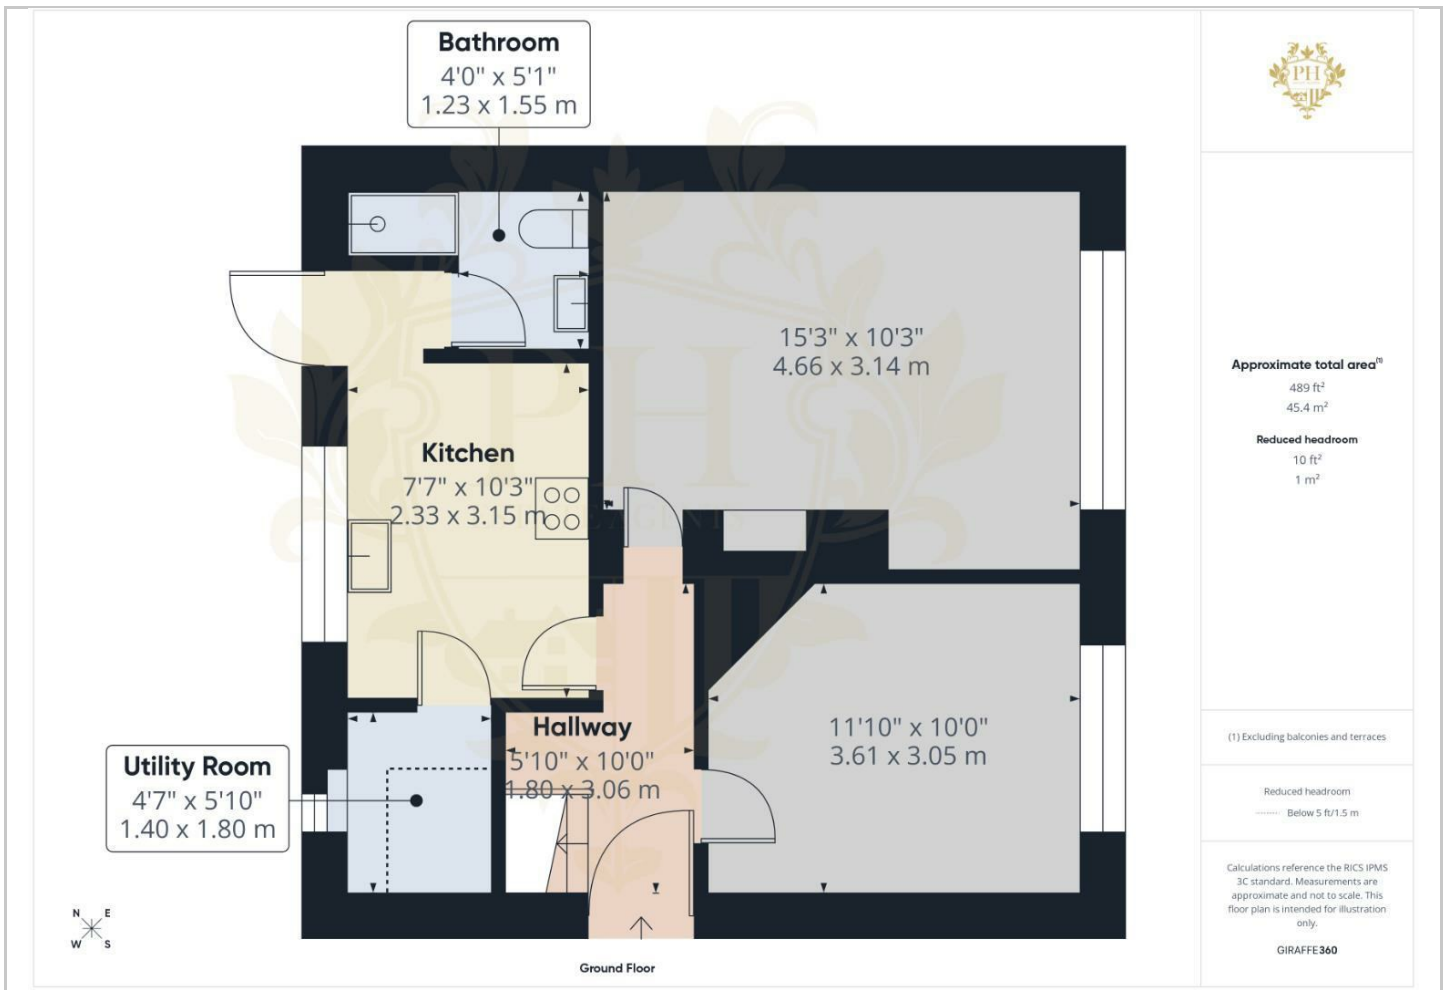 Bathroom
4'0" x 5'1"
1.23 x 1.55 m
15'3" x 10'3"
4.66 x 3.14 m
Kitchen
7'7" x 10'3"
2.33 x 3.15 m
Hallway
5'10" x 10'0"
1.80 x 3.06 m
11'10" x 10'0"
3.61 x 3.05 m
Utility Room
4'7" x 5'10"
1.40 x 1.80 m
N E
W S
Ground Floor
PH
PH
Approximate total area(1)
489 ft²
45.4 m²
Reduced headroom
10 ft²
1 m²
(1) Excluding balconies and terraces
Reduced headroom
Below 5 ft/1.5 m
Calculations reference the RICS IPMS
3C standard. Measurements are
approximate and not to scale. This
floor plan is intended for illustration
only.
GIRAFFE360